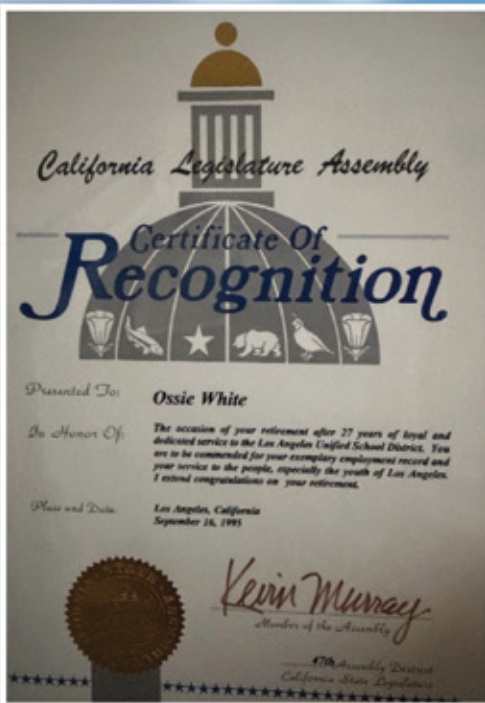 California Legislature Assembly
Certificate Of
Recognition
Presented To:
Ossie White
In Honor Of:
The occasion of your retirement after 27 years of loyal and
dedicated service to the Los Angeles Unified School District. You
are to be commended for your exemplary employment record and
your service to the people, especially the youth of Los Angeles.
I extend congratulations on your retirement.
Place and Date
Los Angeles, California
September 16, 1995
Kevin Murray
Member of the Assembly
47th Assembly District
California State Legislature